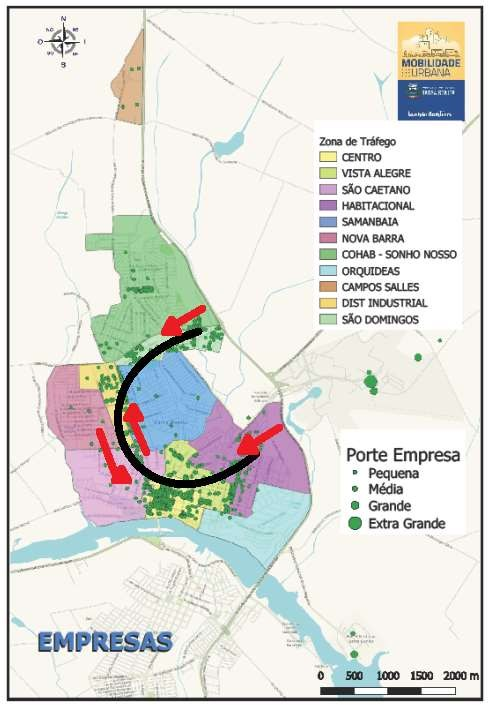 N
O
E
S
MOBILIDADE
URBANA
Zona de Tráfego
CENTRO
VISTA ALEGRE
SÃO CAETANO
HABITACIONAL
SAMANBAIA
NOVA BARRA
COHAB - SONHO NOSSO
ORQUIDEAS
CAMPOS SALLES
DIST INDUSTRIAL
SÃO DOMINGOS
Porte Empresa
Pequena
Média
Grande
Extra Grande
EMPRESAS
0 500 1000 1500 2000 m